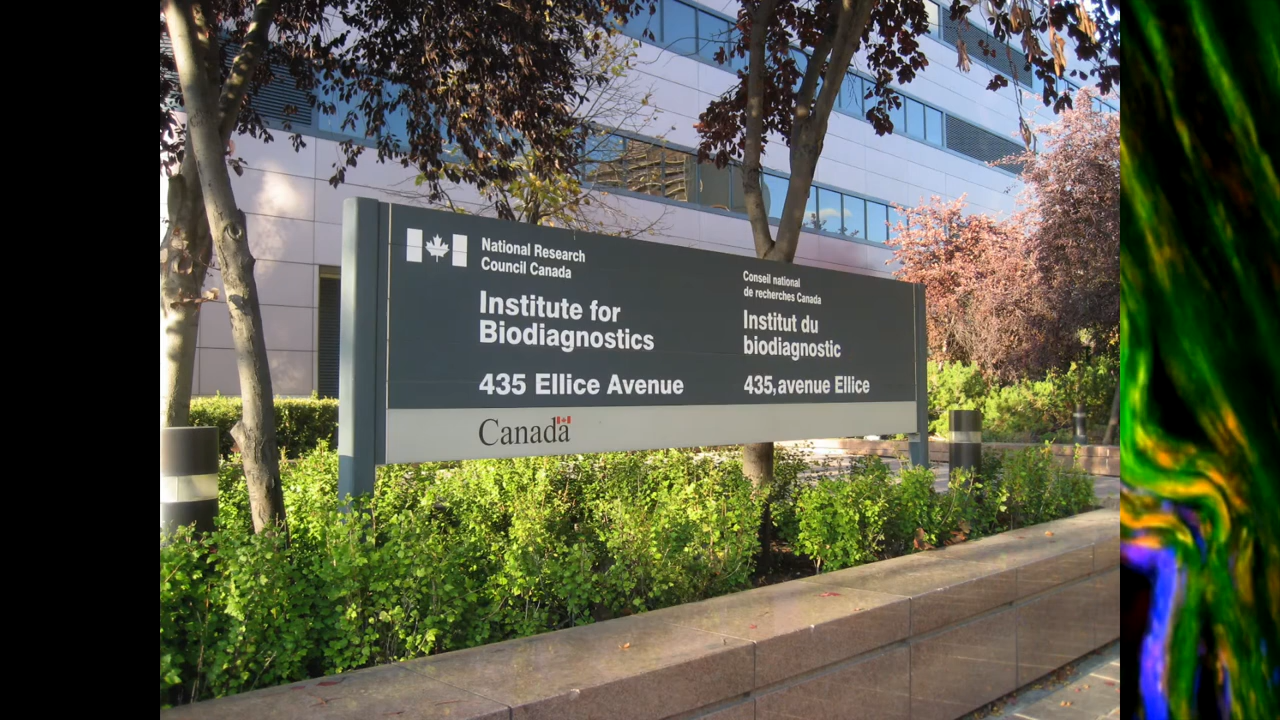 National Research
Council Canada
Institute for
Biodiagnostics
435 Ellice Avenue
Conseil national
de recherches Canada
Institut du
biodiagnostic
435, avenue Ellice
Canada